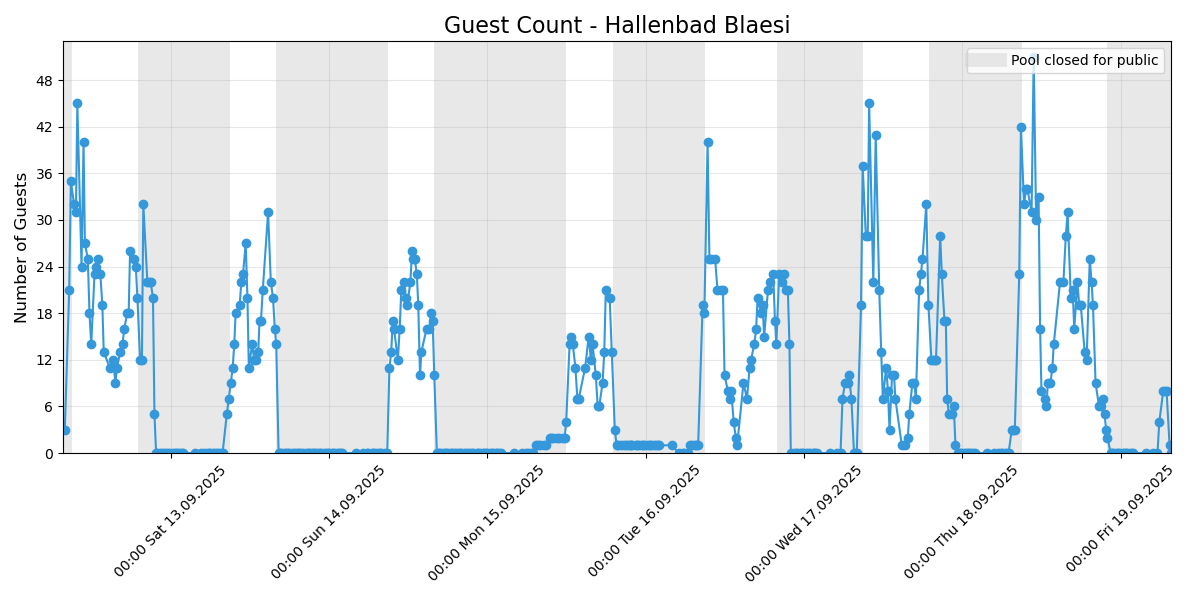 Guest Count - Hallenbad Blaesi
Pool closed for public
Number of Guests
48
42
36
30
24
18
12
6
0
00:00 Sat 13.09.2025
00:00 Sun 14.09.2025
00:00 Mon 15.09.2025
00:00 Tue 16.09.2025
00:00 Wed 17.09.2025
00:00 Thu 18.09.2025
00:00 Fri 19.09.2025